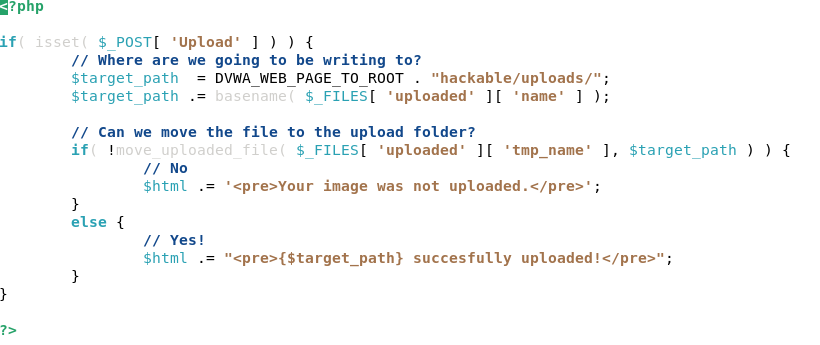 <?php

if( isset( $_POST[ 'Upload' ] ) ) {
        // Where are we going to be writing to?
        $target_path  = DVWA_WEB_PAGE_TO_ROOT . "hackable/uploads/";
        $target_path .= basename( $_FILES[ 'uploaded' ][ 'name' ] );

        // Can we move the file to the upload folder?
        if( !move_uploaded_file( $_FILES[ 'uploaded' ][ 'tmp_name' ], $target_path ) ) {
                // No
                $html .= '<pre>Your image was not uploaded.</pre>';
        }
        else {
                // Yes!
                $html .= "<pre>{$target_path} succesfully uploaded!</pre>";
        }
}

?>